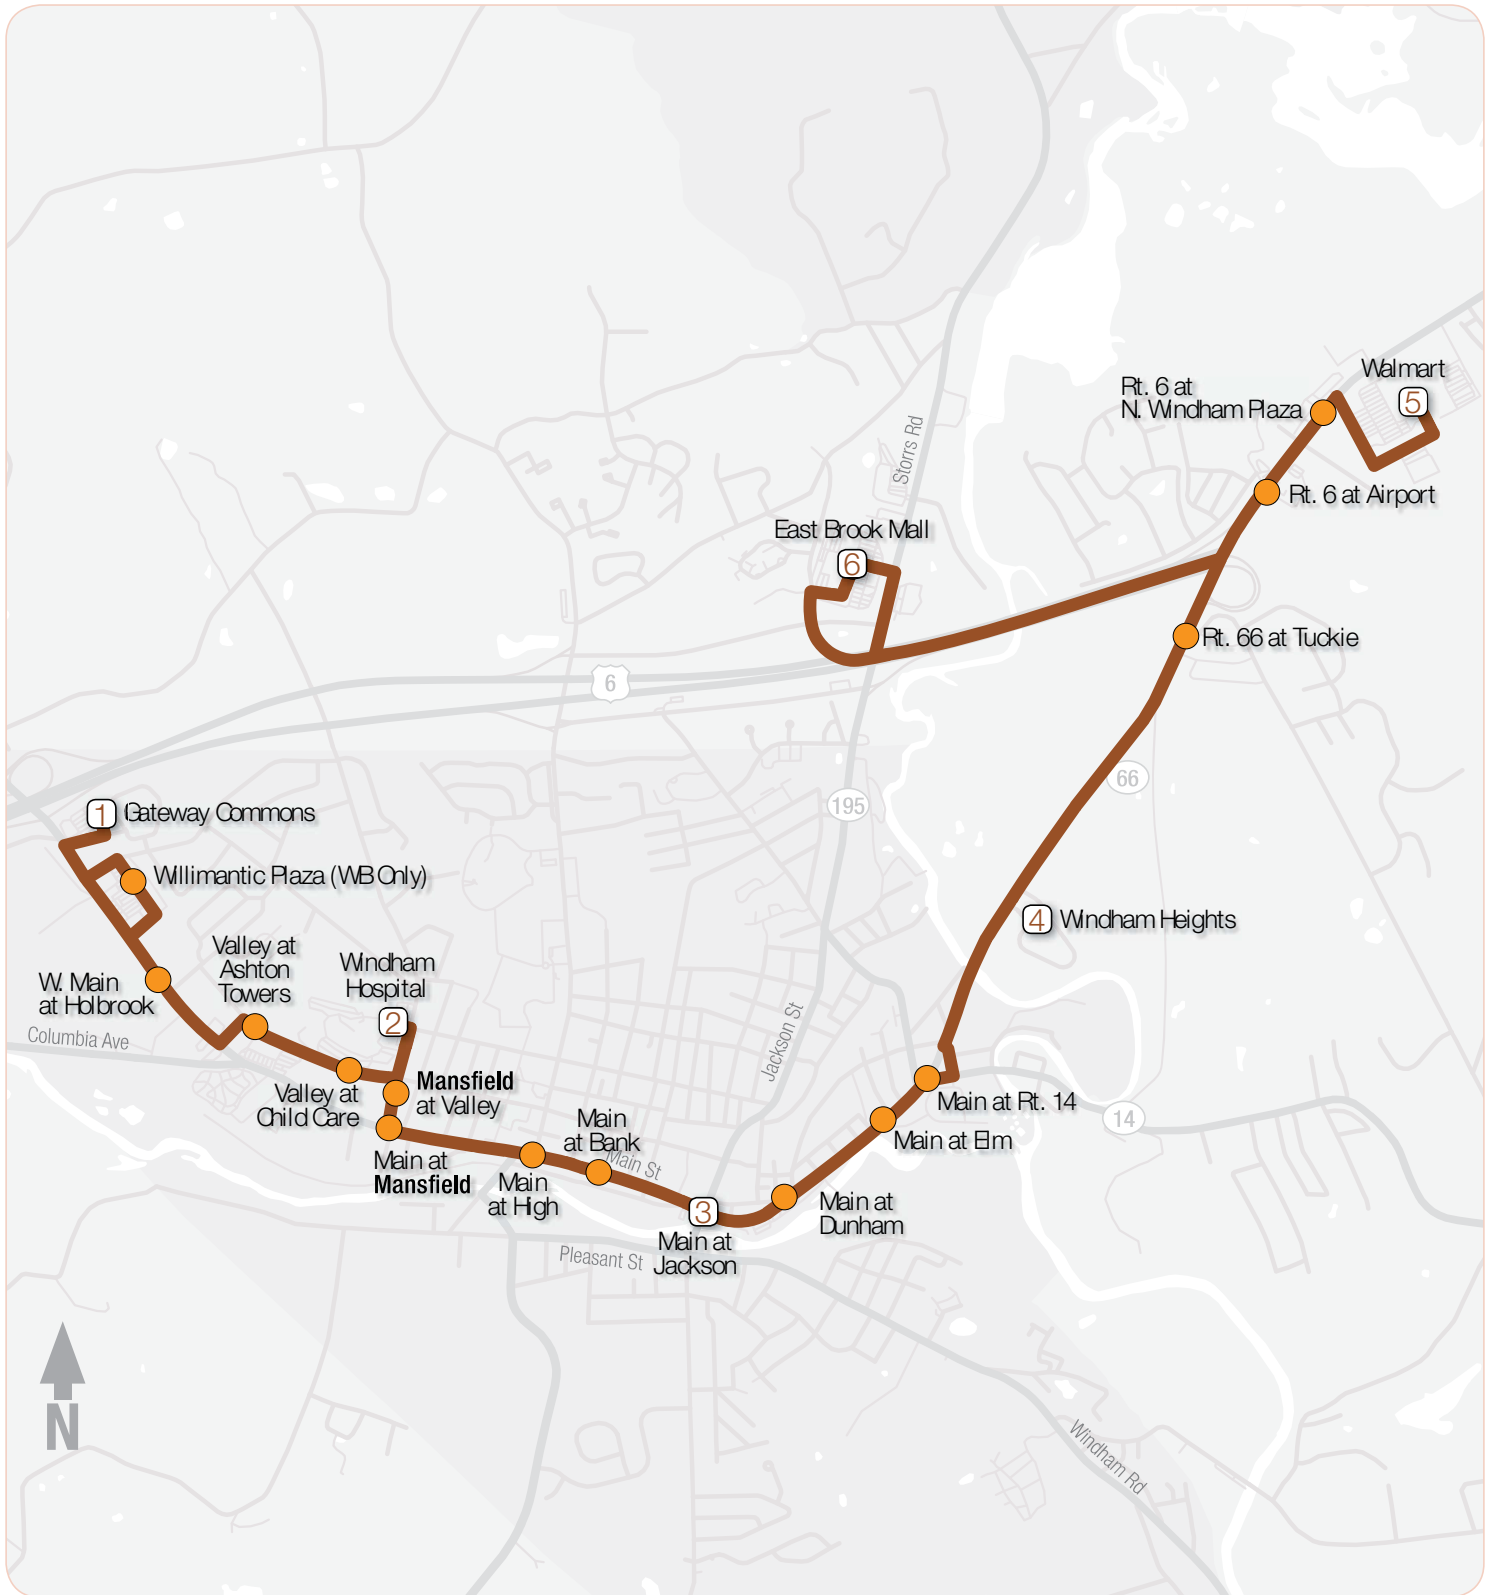 Walmart
5
Rt. 6 at
N. Windham Plaza
Storrs Rd
Rt. 6 at Airport
East Brook Mall
6
Rt. 66 at Tuckie
6
66
195
1
Gateway Commons
Willimantic Plaza (WB Only)
4
Windham Heights
Valley at
Ashton
Towers
Windham
Hospital
2
W. Main
at Holbrook
Columbia Ave
Jackson St
Mansfield
at Valley
Valley at
Child Care
Main at Rt. 14
14
Main
at Bank
Main at Elm
Main St
Main at
Mansfield
Main
at High
3
Main at
Jackson
Main at
Dunham
Pleasant St
N
Windham Rd